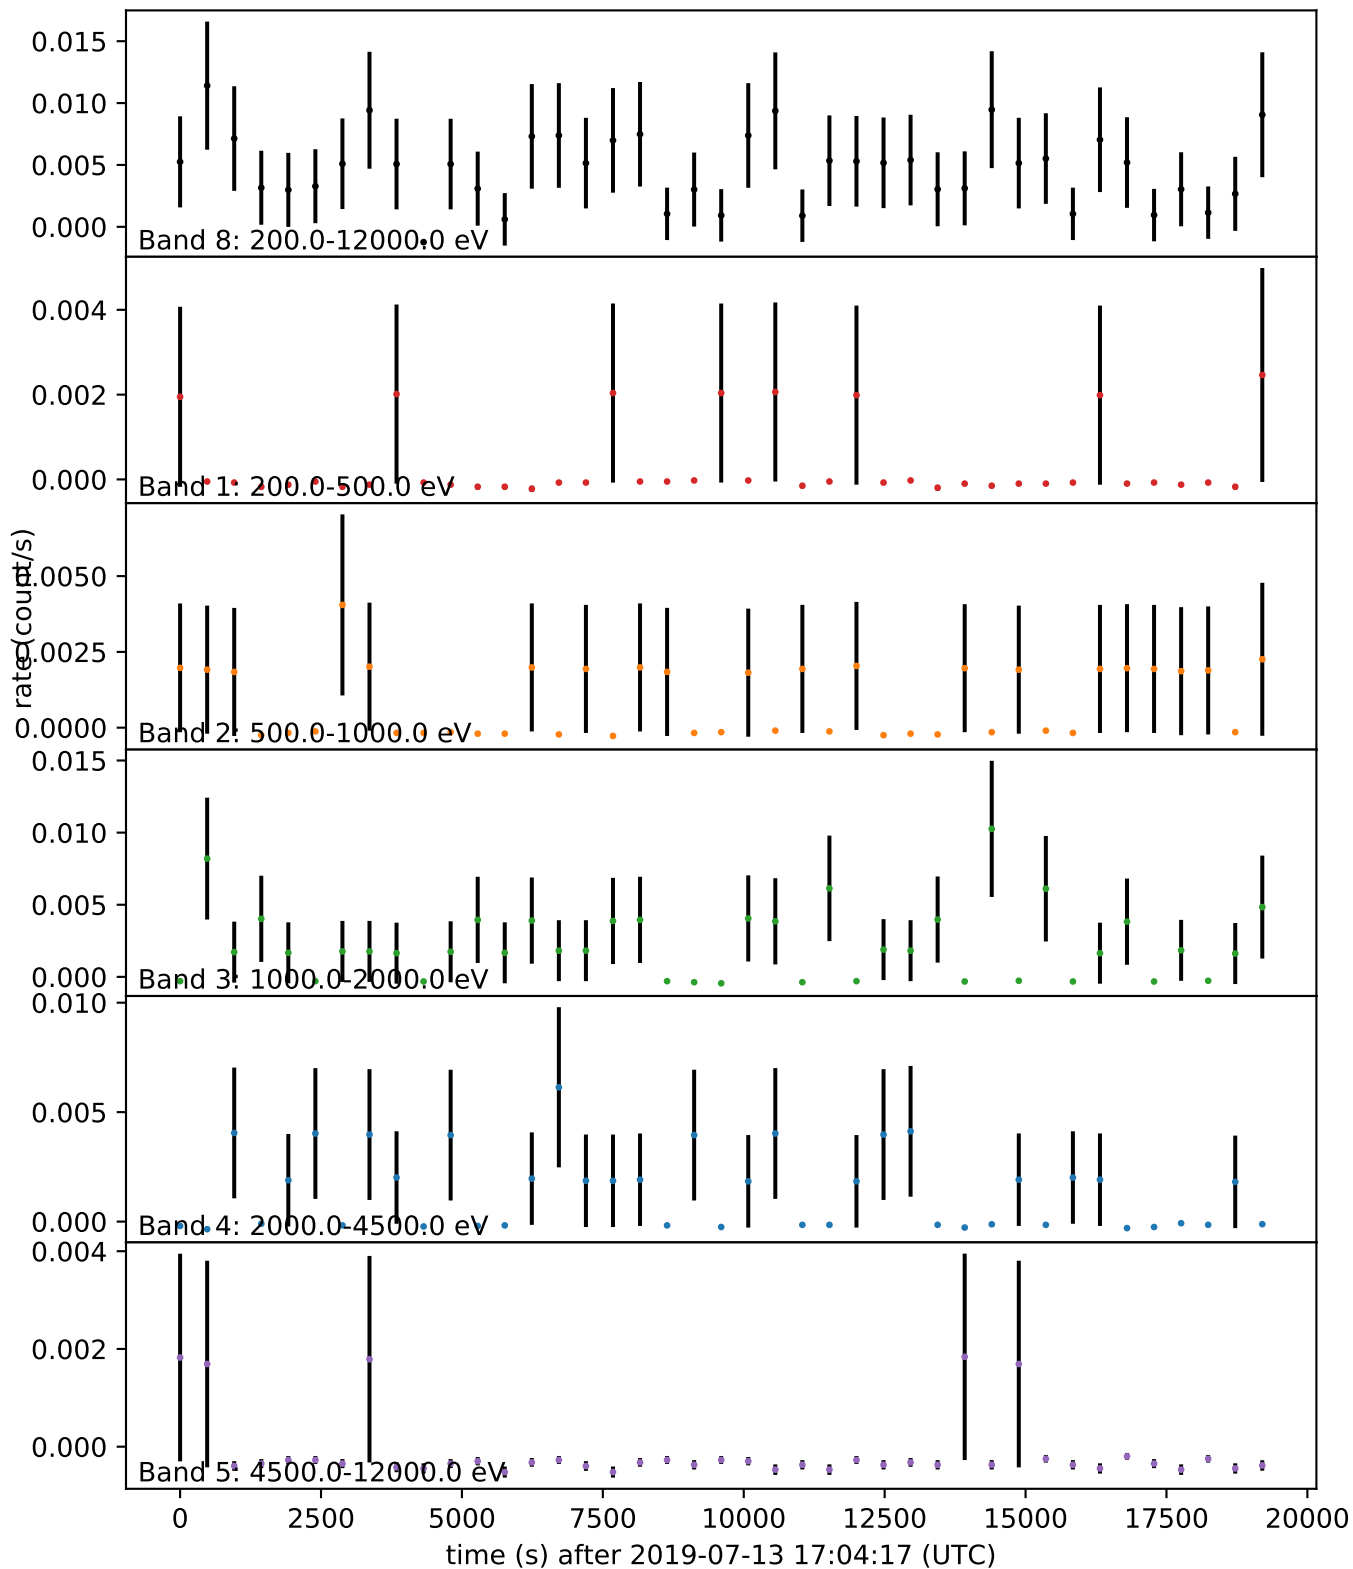 0.015
0.010
0.005
0.000
Band 8: 200.0-12000.0 eV
0.004
0.002
0.000
Band 1: 200.0-500.0 eV
rate (count/s)
0.0050
0.0025
0.0000
Band 2: 500.0-1000.0 eV
0.015
0.010
0.005
0.000
Band 3: 1000.0-2000.0 eV
0.010
0.005
0.000
Band 4: 2000.0-4500.0 eV
0.004
0.002
0.000
Band 5: 4500.0-12000.0 eV
0 2500 5000 7500 10000 12500 15000 17500 20000
time (s) after 2019-07-13 17:04:17 (UTC)